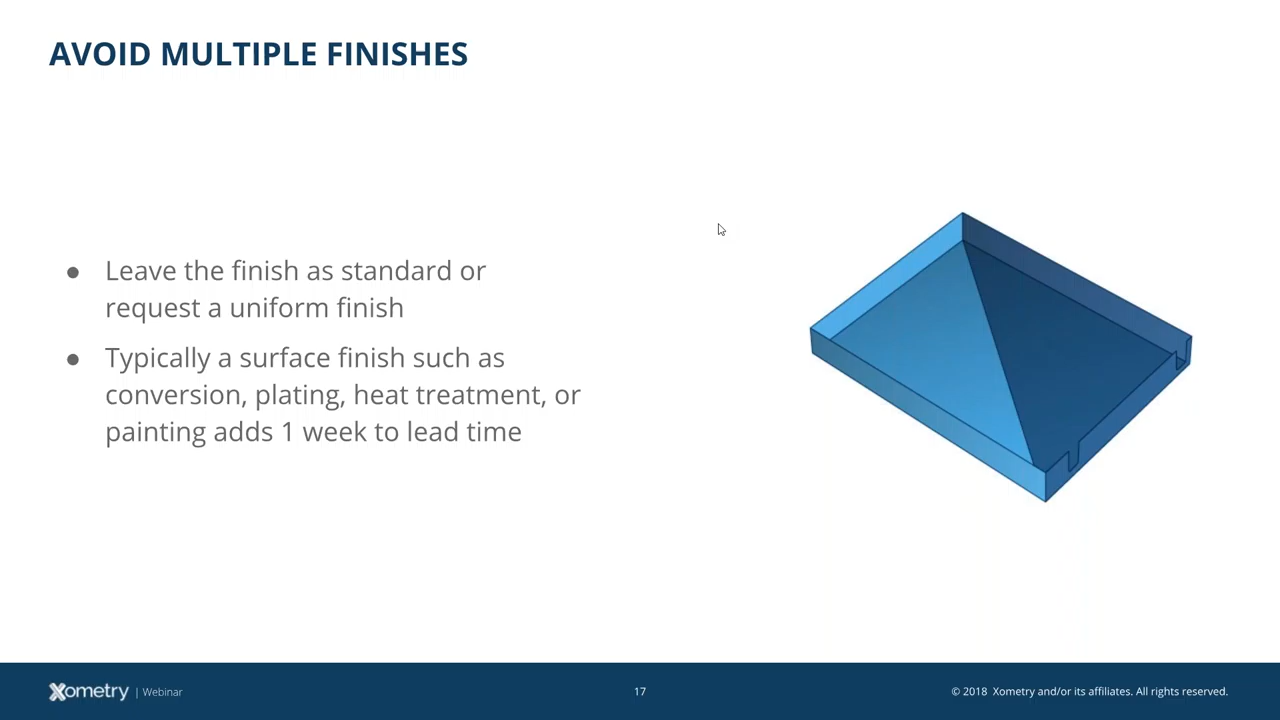 AVOID MULTIPLE FINISHES
● Leave the finish as standard or
request a uniform finish
● Typically a surface finish such as
conversion, plating, heat treatment, or
painting adds 1 week to lead time
Xometry | Webinar
17
© 2018 Xometry and/or its affiliates. All rights reserved.